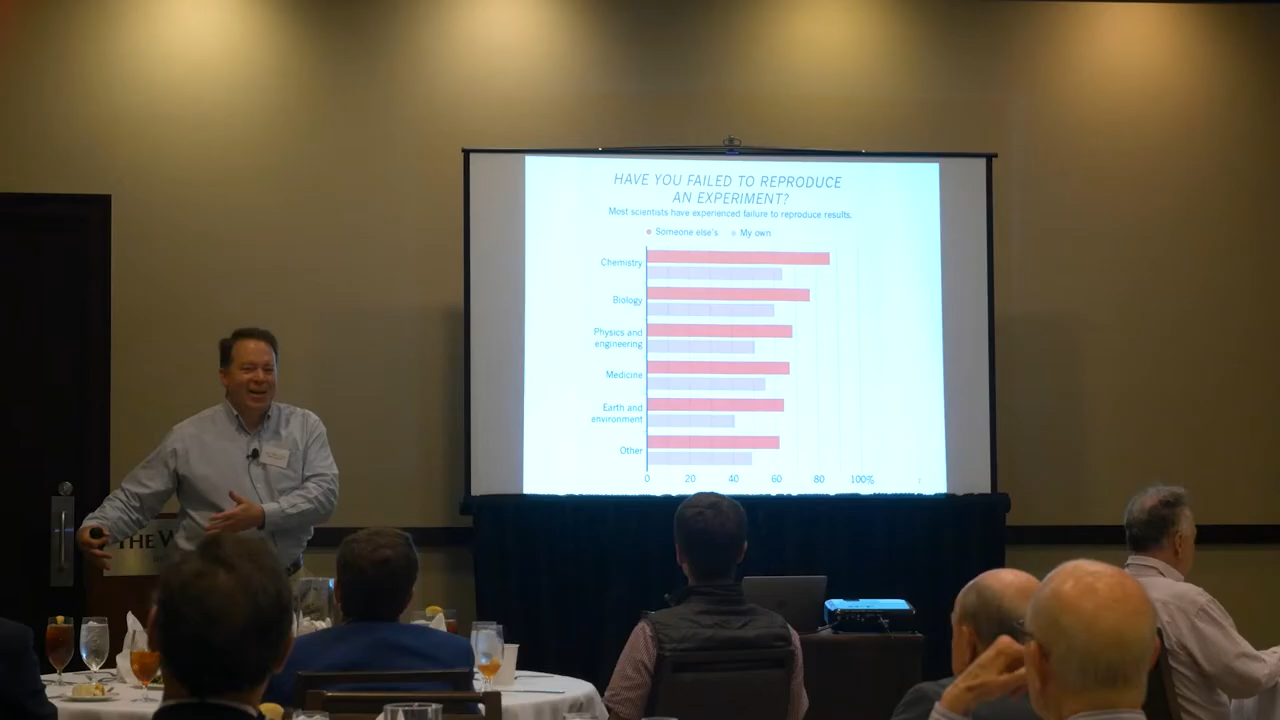 HAVE YOU FAILED TO REPRODUCE
AN EXPERIMENT?
Most scientists have experienced failure to reproduce results.
Someone else's My own
Chemistry
Biology
Physics and
engineering
Medicine
Earth and
environment
Other
0 20 40 60 80 100%
THE W